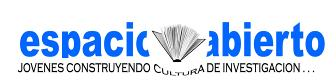 espacio abierto
JOVENES CONSTRUYENDO CULTURA DE INVESTIGACION . . .